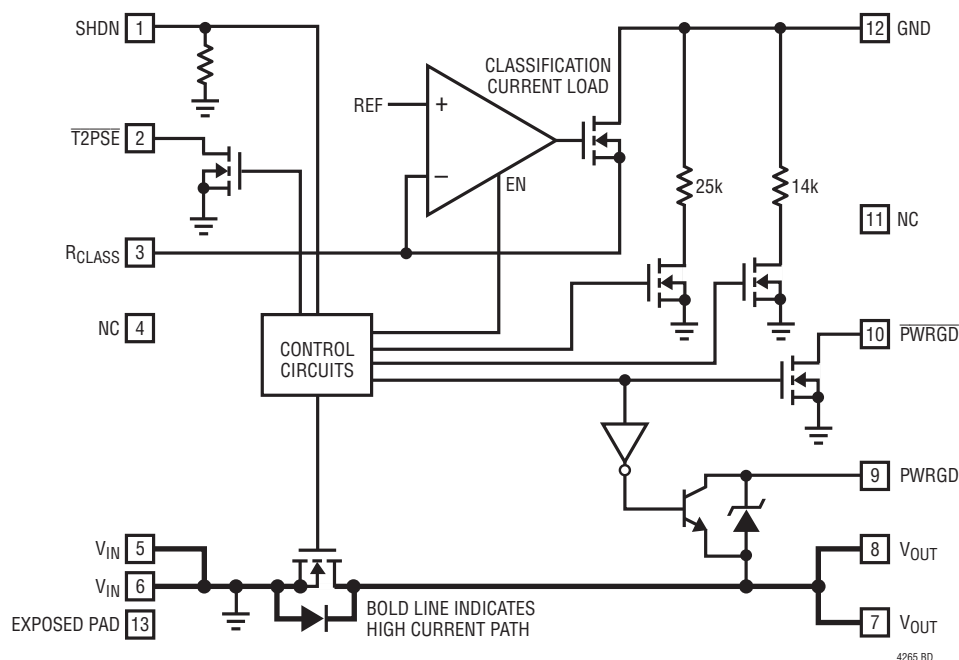 SHDN 1
12 GND
CLASSIFICATION
CURRENT LOAD
REF
+
–
EN
T2PSE 2
25k
14k
11 NC
RCLASS 3
NC 4
CONTROL
CIRCUITS
10 PWRGD
9 PWRGD
VIN 5
8 VOUT
VIN 6
BOLD LINE INDICATES
HIGH CURRENT PATH
EXPOSED PAD 13
7 VOUT
4265 BD